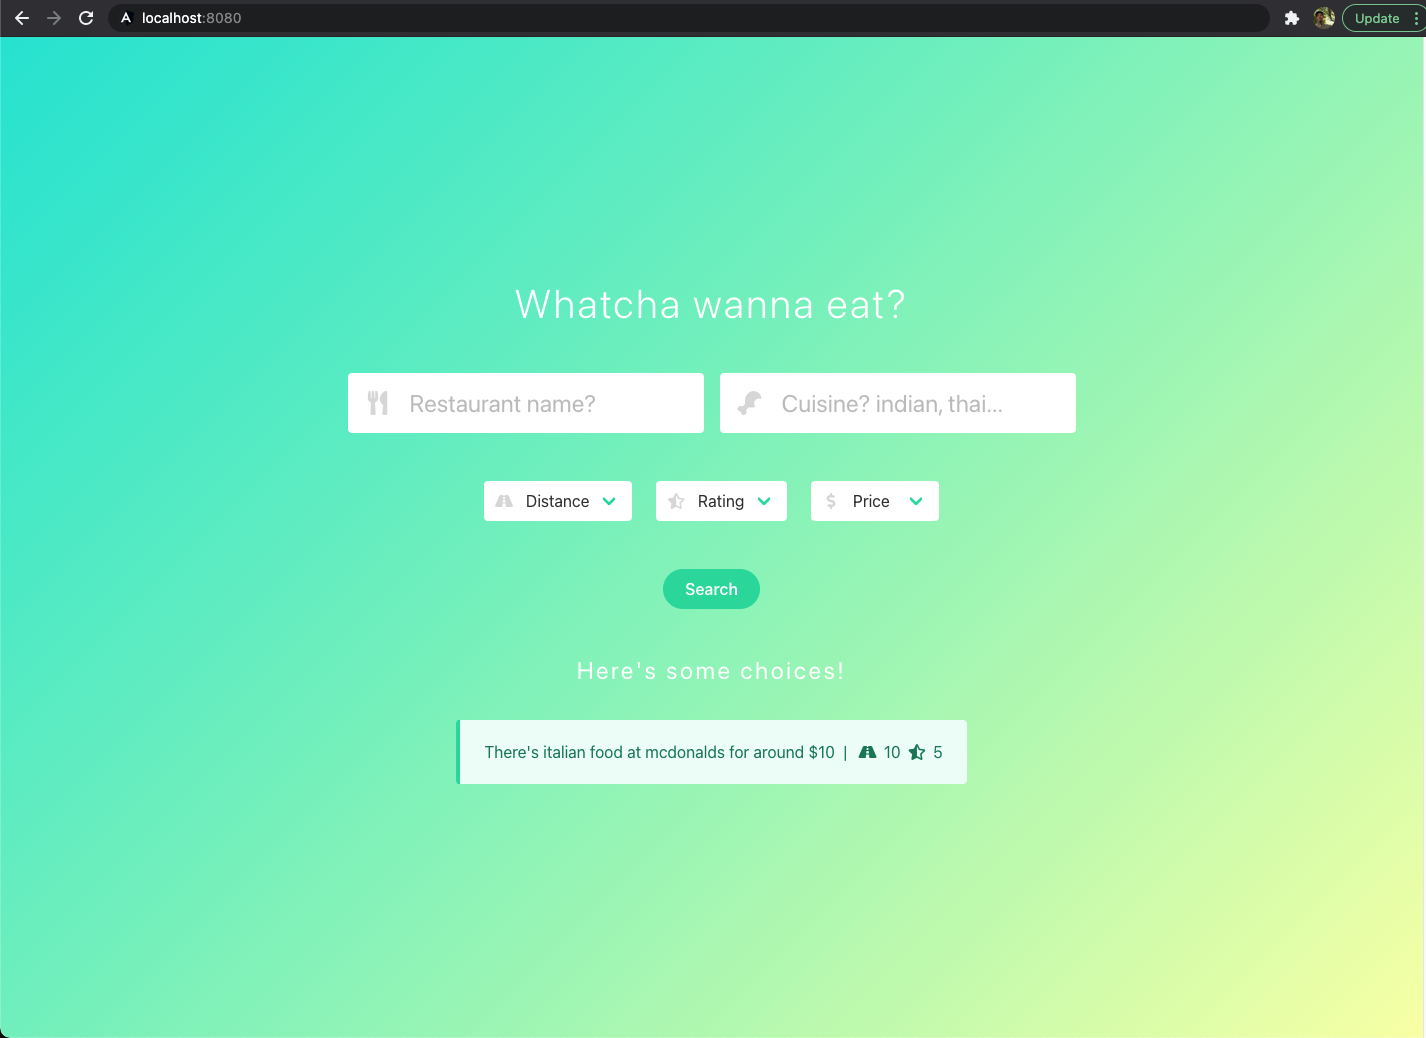 localhost:8080
Update
Whatcha wanna eat?
Restaurant name?
Cuisine? indian, thai...
Distance
Rating
$ Price
Search
Here's some choices!
There's italian food at mcdonalds for around $10 | 10 5